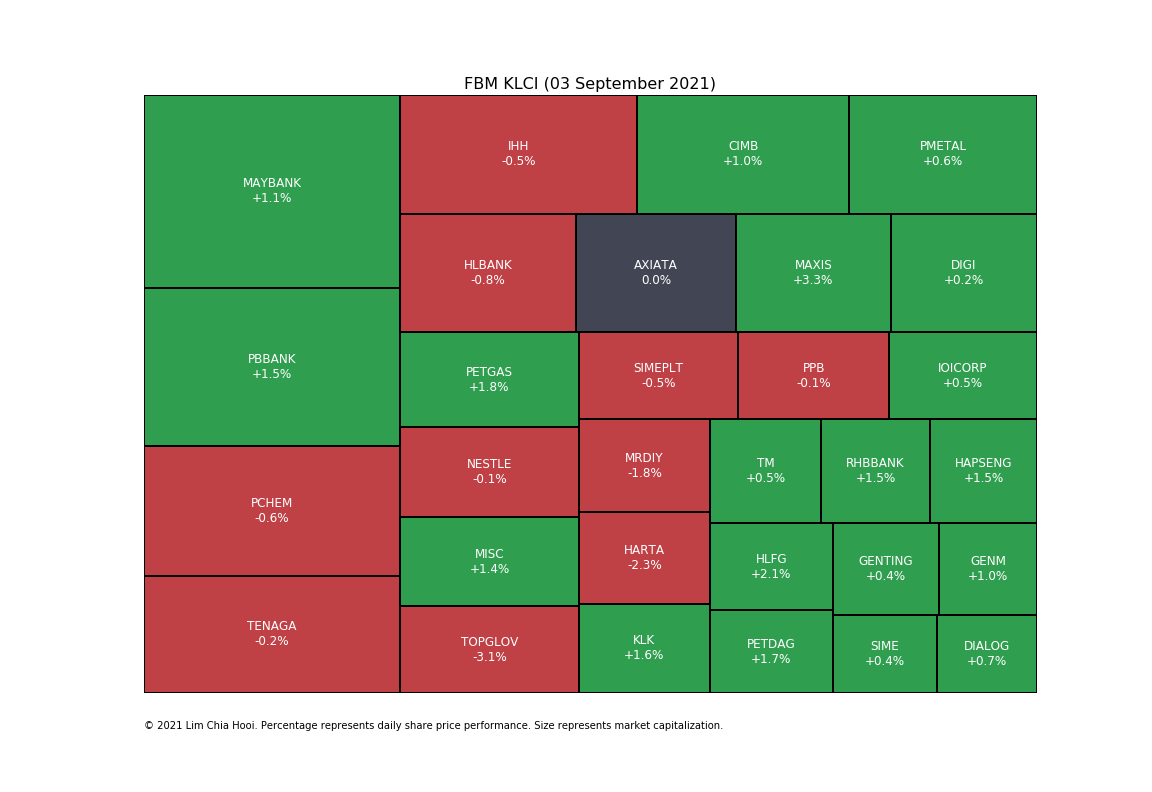 FBM KLCI (03 September 2021)
MAYBANK
+1.1%
PBBANK
+1.5%
PCHEM
-0.6%
TENAGA
-0.2%
IHH
-0.5%
CIMB
+1.0%
PMETAL
+0.6%
HLBANK
-0.8%
AXIATA
0.0%
MAXIS
+3.3%
DIGI
+0.2%
PETGAS
+1.8%
NESTLE
-0.1%
MISC
+1.4%
TOPGLOV
-3.1%
SIMEPLT
-0.5%
PPB
-0.1%
IOICORP
+0.5%
MRDIY
-1.8%
HARTA
-2.3%
KLK
+1.6%
TM
+0.5%
RHBBANK
+1.5%
HAPSENG
+1.5%
HLFG
+2.1%
PETDAG
+1.7%
GENTING
+0.4%
GENM
+1.0%
SIME
+0.4%
DIALOG
+0.7%
© 2021 Lim Chia Hooi. Percentage represents daily share price performance. Size represents market capitalization.